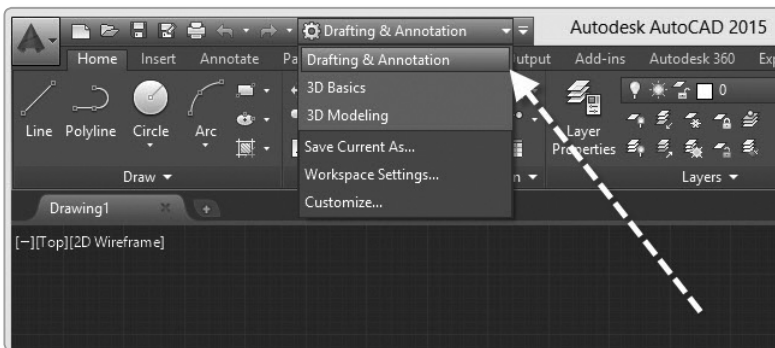 Drafting & Annotation
Autodesk AutoCAD 2015
Home Insert Annotate Pa
utput Add-ins Autodesk 360 Exp
Drafting & Annotation
3D Basics
3D Modeling
Save Current As...
Workspace Settings...
Customize...
Line Polyline Circle Arc
Layer
Properties
0
Draw
Layers
Drawing1
[−][Top][2D Wireframe]